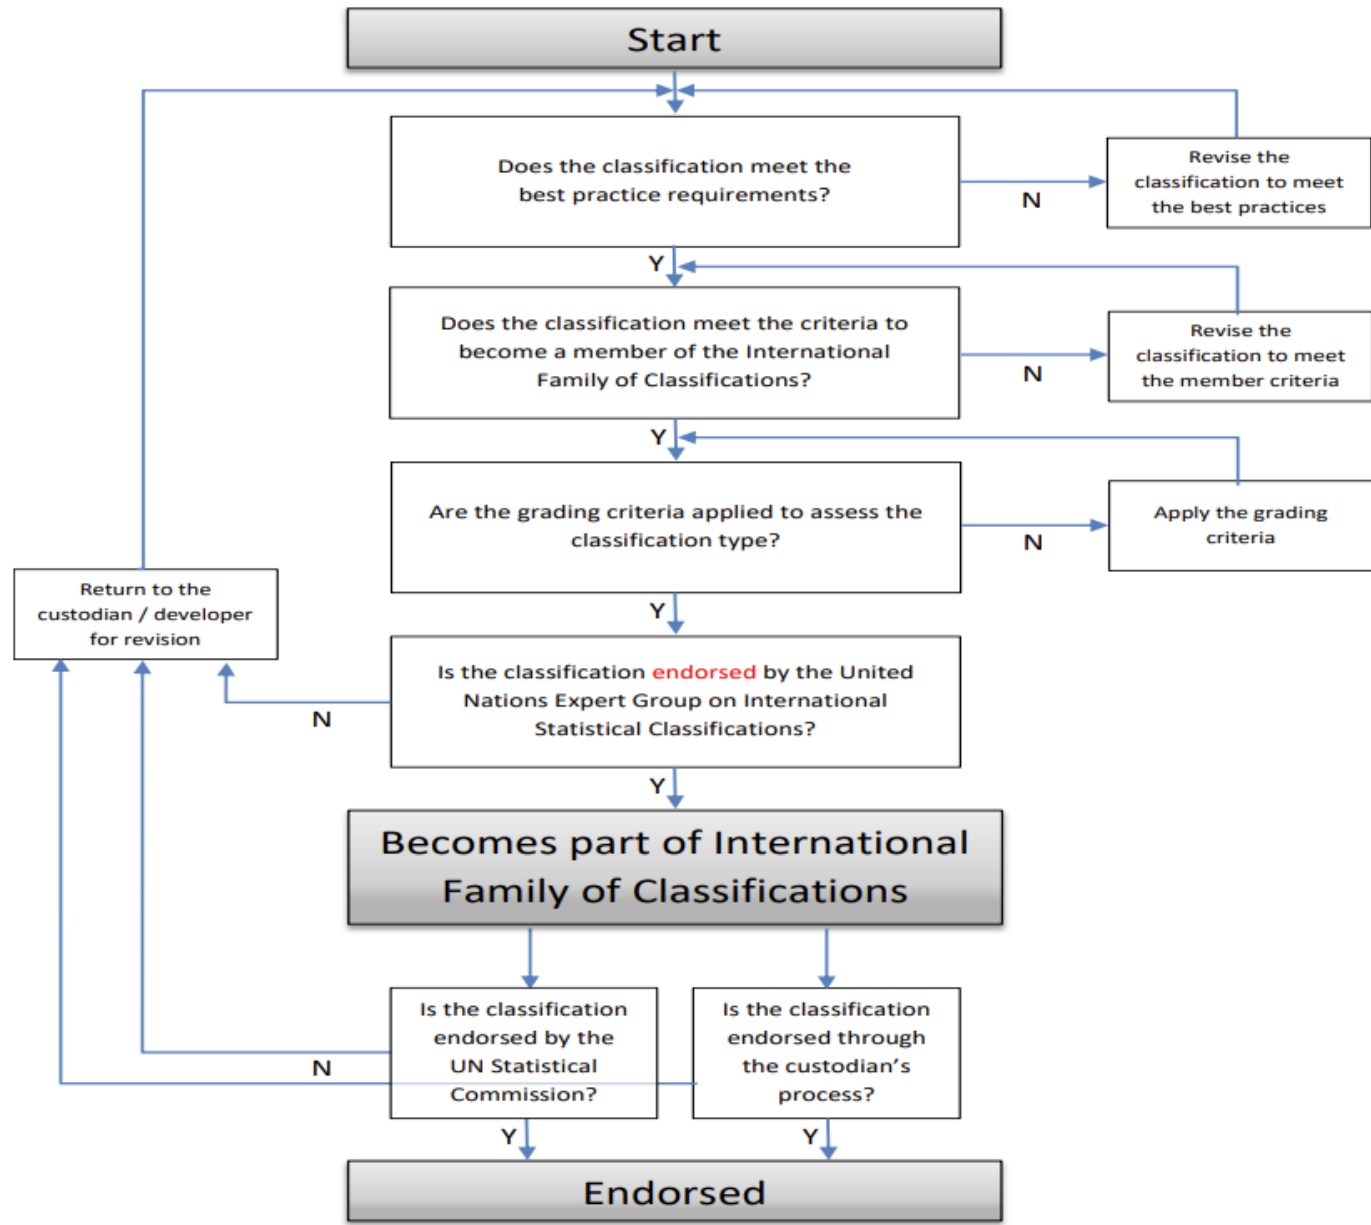 Start
Does the classification meet the
best practice requirements?
N
Revise the
classification to meet
the best practices
Y
Does the classification meet the criteria to
become a member of the International
Family of Classifications?
N
Revise the
classification to meet
the member criteria
Y
Are the grading criteria applied to assess the
classification type?
N
Apply the grading
criteria
Y
Return to the
custodian / developer
for revision
Is the classification endorsed by the United
Nations Expert Group on International
Statistical Classifications?
N
Y
Becomes part of International
Family of Classifications
Is the classification
endorsed by the
UN Statistical
Commission?
Is the classification
endorsed through
the custodian’s
process?
N
Y
Y
Endorsed